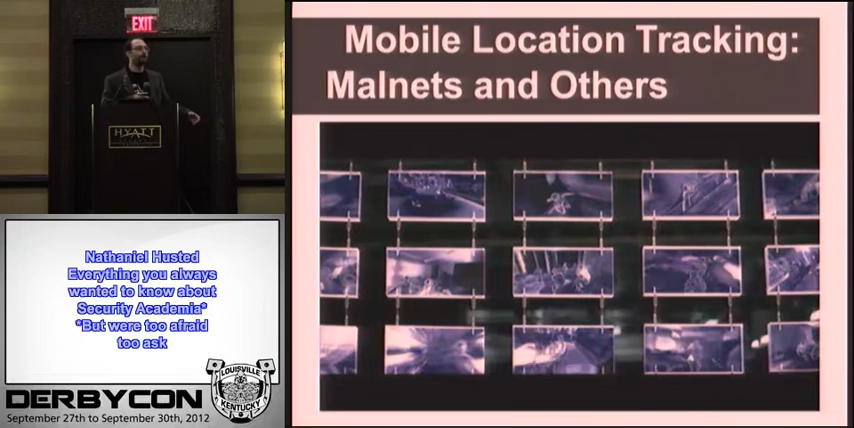 EXIT
HYATT
Mobile Location Tracking:
Malnets and Others
Nathaniel Husted
Everything you always
wanted to know about
Security Academia*
*But were too afraid
too ask
LOUISVILLE
KENTUCKY
DERBYCON
September 27th to September 30th, 2012